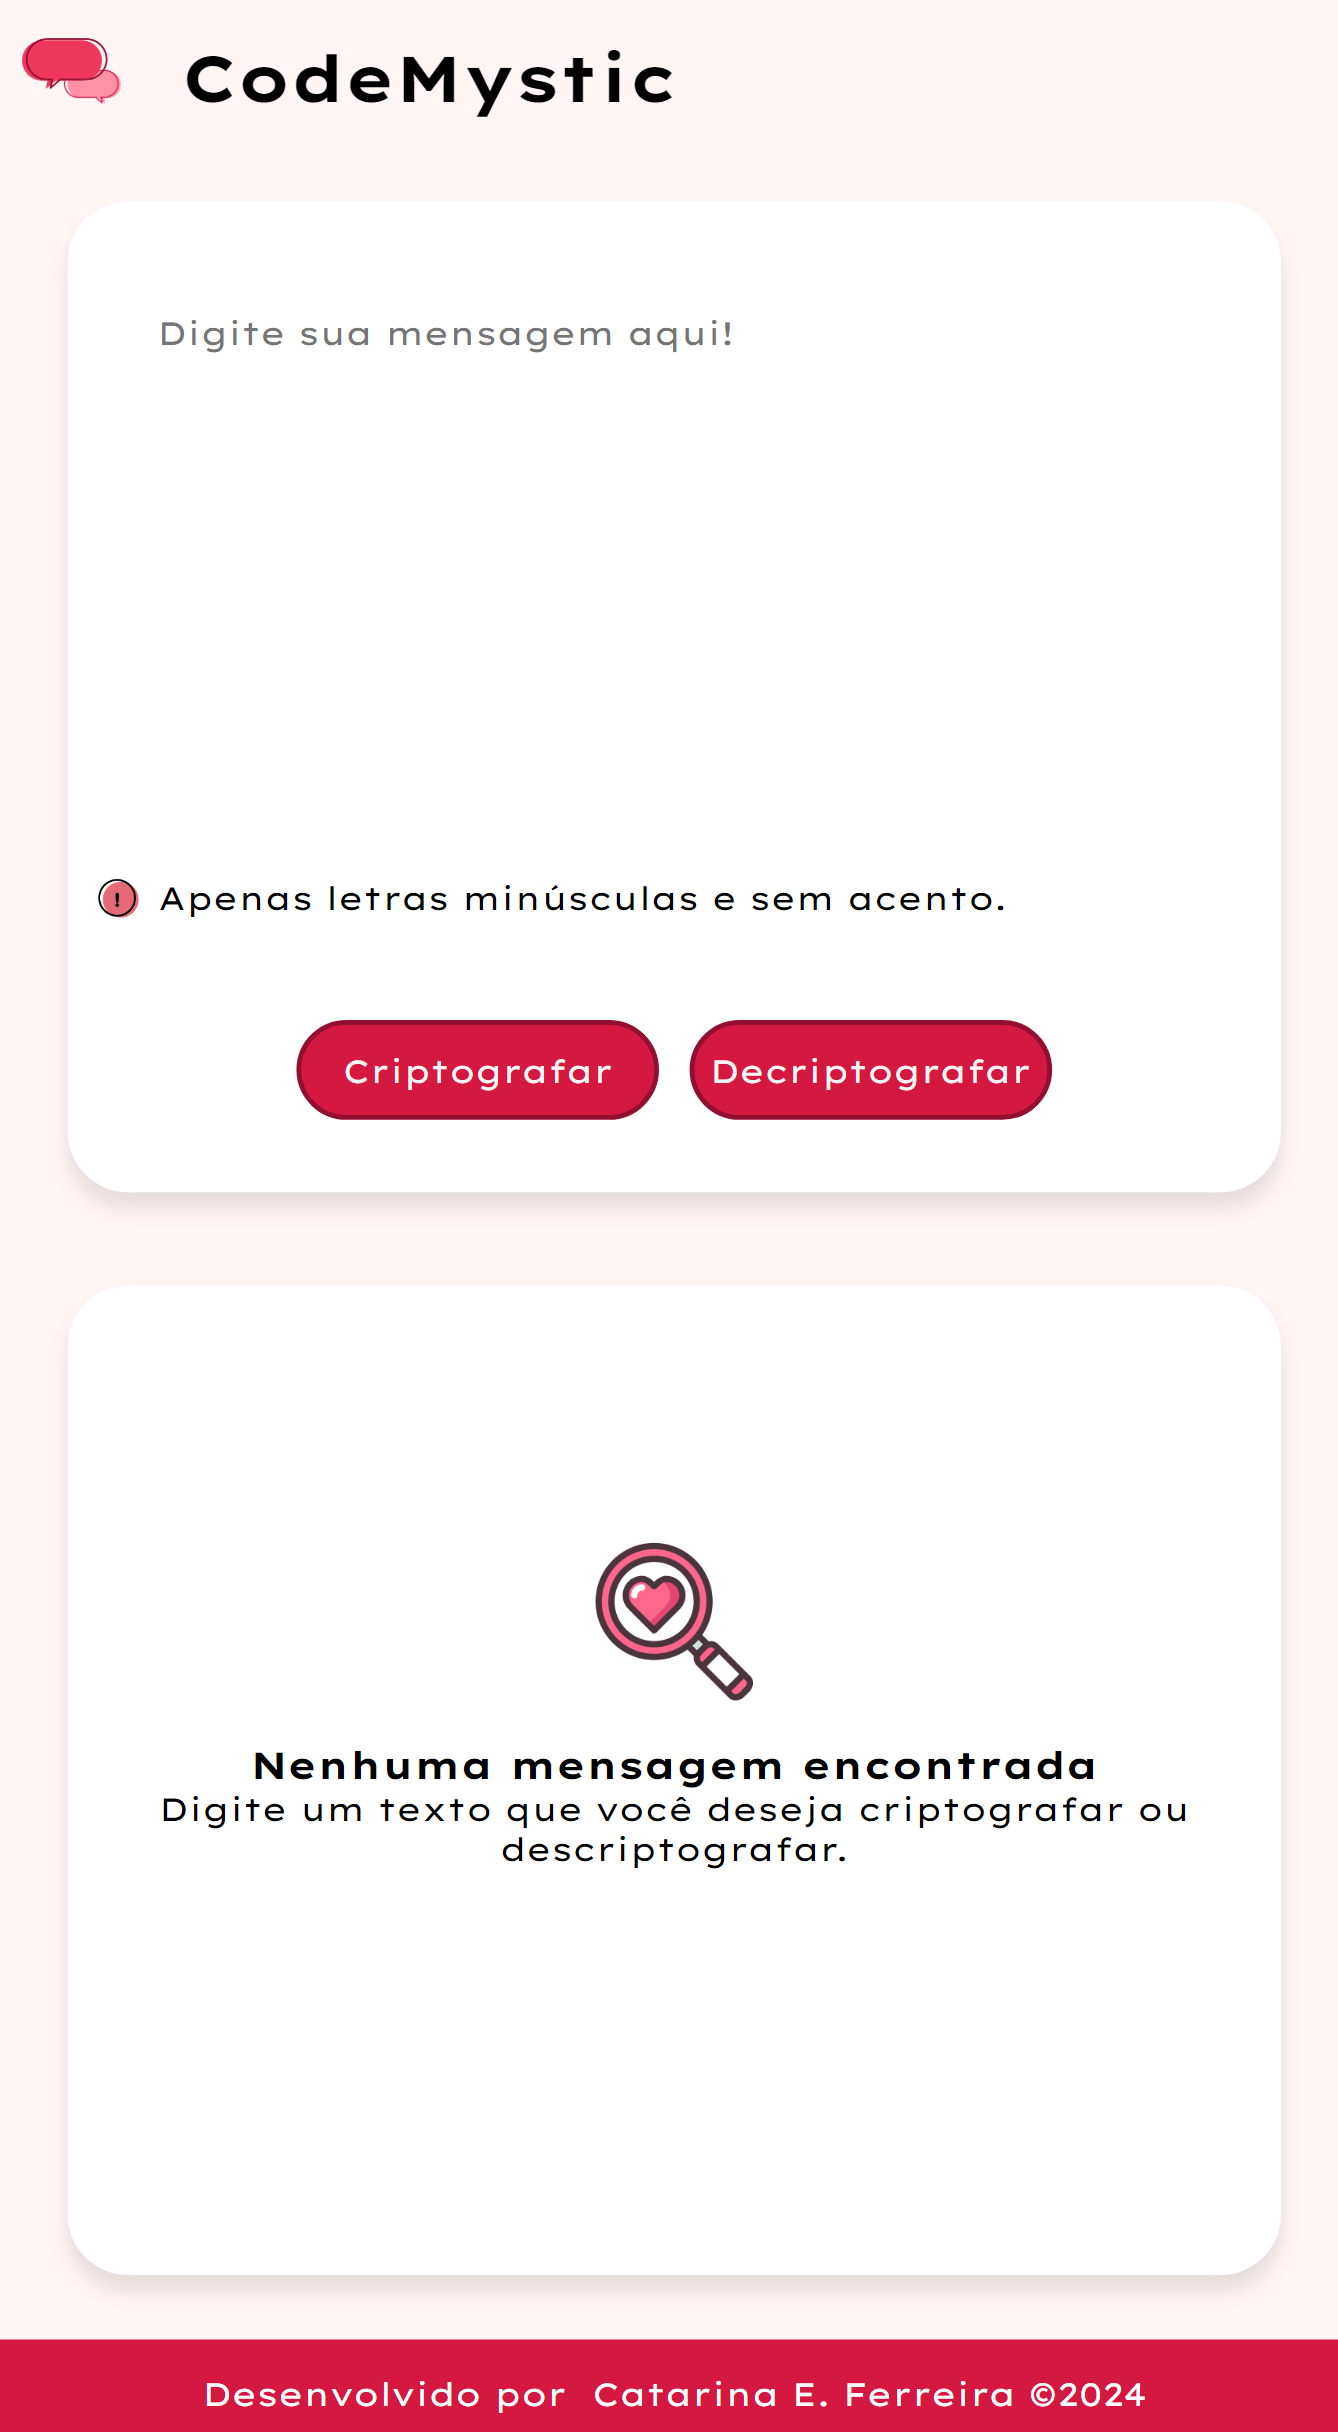 CodeMystic
Digite sua mensagem aqui!
! Apenas letras minúsculas e sem acento.
Criptografar Decriptografar
Nenhuma mensagem encontrada
Digite um texto que você deseja criptografar ou
descriptografar.
Desenvolvido por Catarina E. Ferreira ©2024